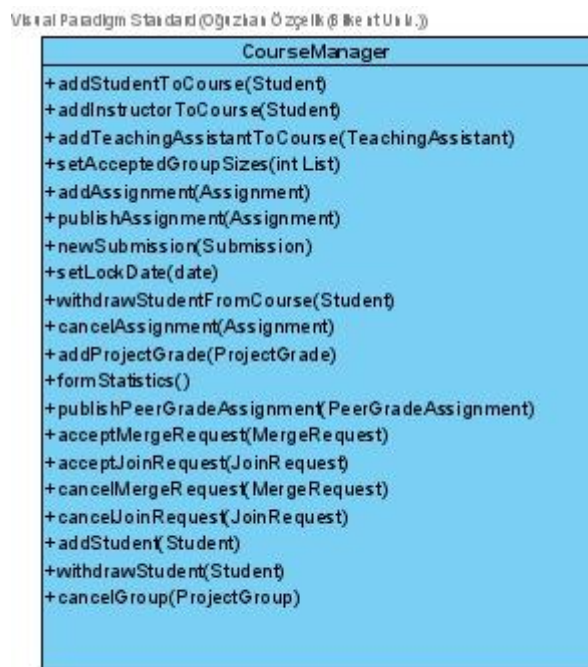 Visual Paradigm Standard(Oğuzhan Özçelik(Bilkent Univ.))
CourseManager
+addStudentToCourse(Student)
+addInstructorToCourse(Student)
+addTeachingAssistantToCourse(TeachingAssistant)
+setAcceptedGroupSizes(int List)
+addAssignment(Assignment)
+publishAssignment(Assignment)
+newSubmission(Submission)
+setLockDate(date)
+withdrawStudentFromCourse(Student)
+cancelAssignment(Assignment)
+addProjectGrade(ProjectGrade)
+formStatistics()
+publishPeerGradeAssignment(PeerGradeAssignment)
+acceptMergeRequest(MergeRequest)
+acceptJoinRequest(JoinRequest)
+cancelMergeRequest(MergeRequest)
+cancelJoinRequest(JoinRequest)
+addStudent(Student)
+withdrawStudent(Student)
+cancelGroup(ProjectGroup)